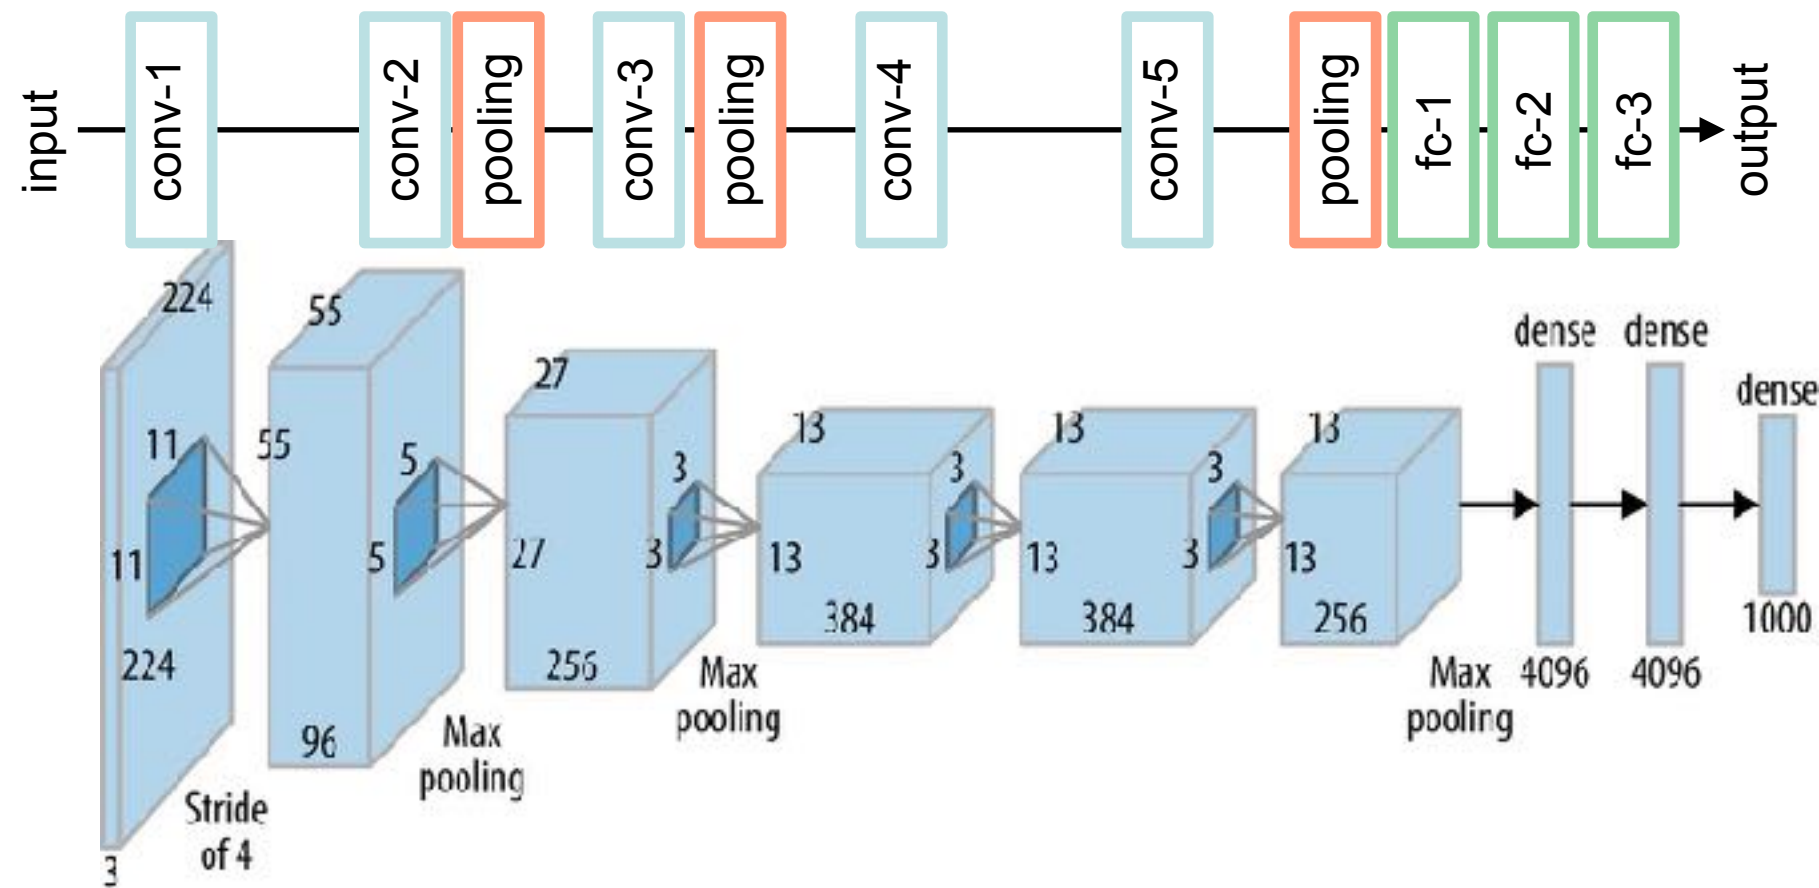 input
conv-1
conv-2
pooling
conv-3
pooling
conv-4
conv-5
pooling
fc-1
fc-2
fc-3
output
224
11
11
224
3
Stride
of 4
55
55
5
5
96
Max
pooling
27
27
3
3
256
Max
pooling
13
13
3
3
384
13
13
3
3
384
13
13
256
Max
pooling
dense
4096
dense
4096
dense
1000